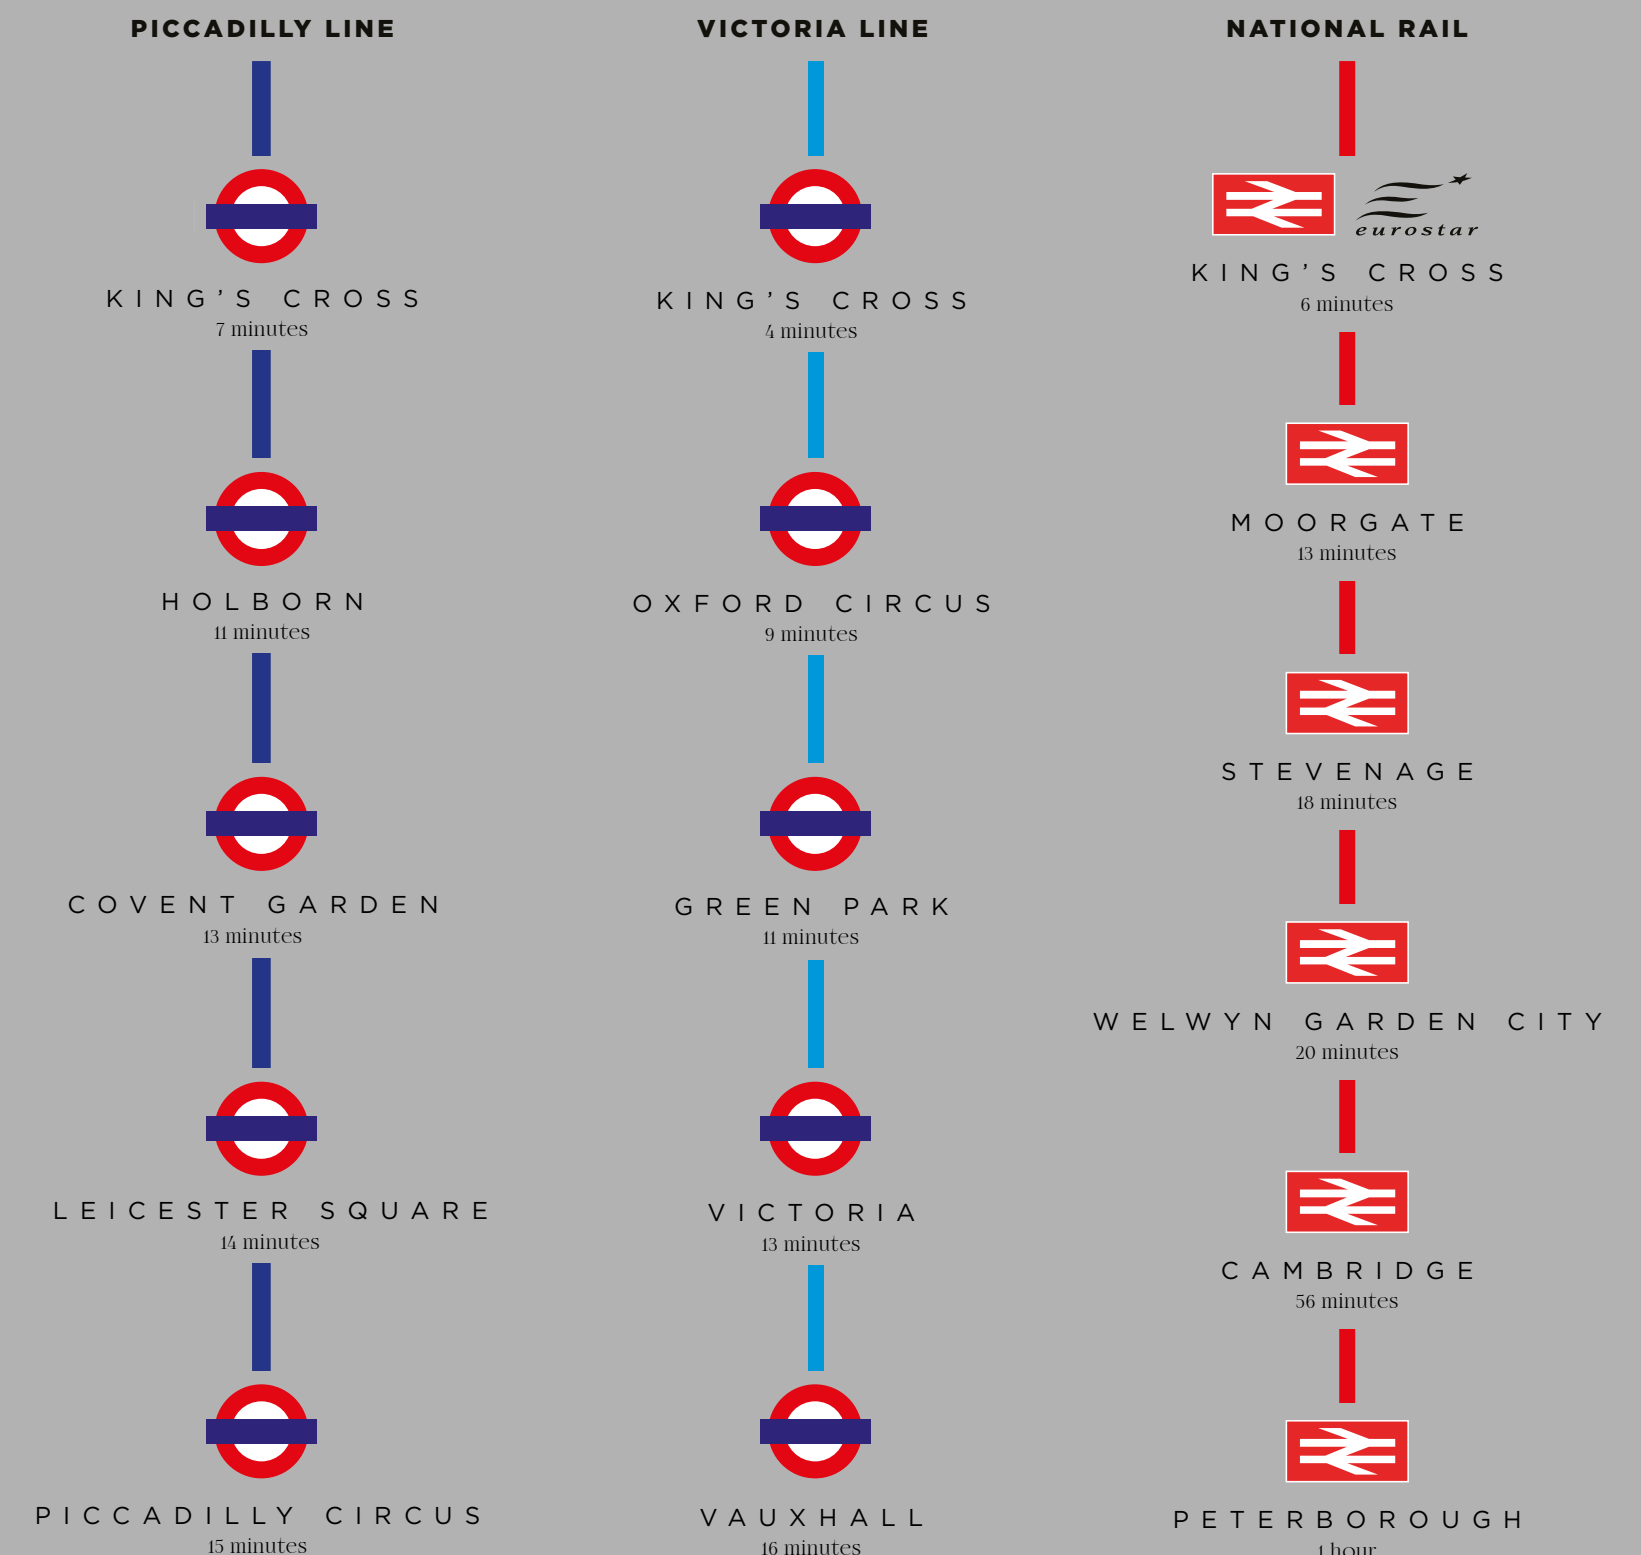 PICCADILLY LINE
KING’S CROSS
7 minutes
HOLBORN
11 minutes
COVENT GARDEN
13 minutes
LEICESTER SQUARE
14 minutes
PICCADILLY CIRCUS
15 minutes
VICTORIA LINE
KING’S CROSS
4 minutes
OXFORD CIRCUS
9 minutes
GREEN PARK
11 minutes
VICTORIA
13 minutes
VAUXHALL
16 minutes
NATIONAL RAIL
eurostar
KING’S CROSS
6 minutes
MOORGATE
13 minutes
STEVENAGE
18 minutes
WELWYN GARDEN CITY
20 minutes
CAMBRIDGE
56 minutes
PETERBOROUGH
1 hour